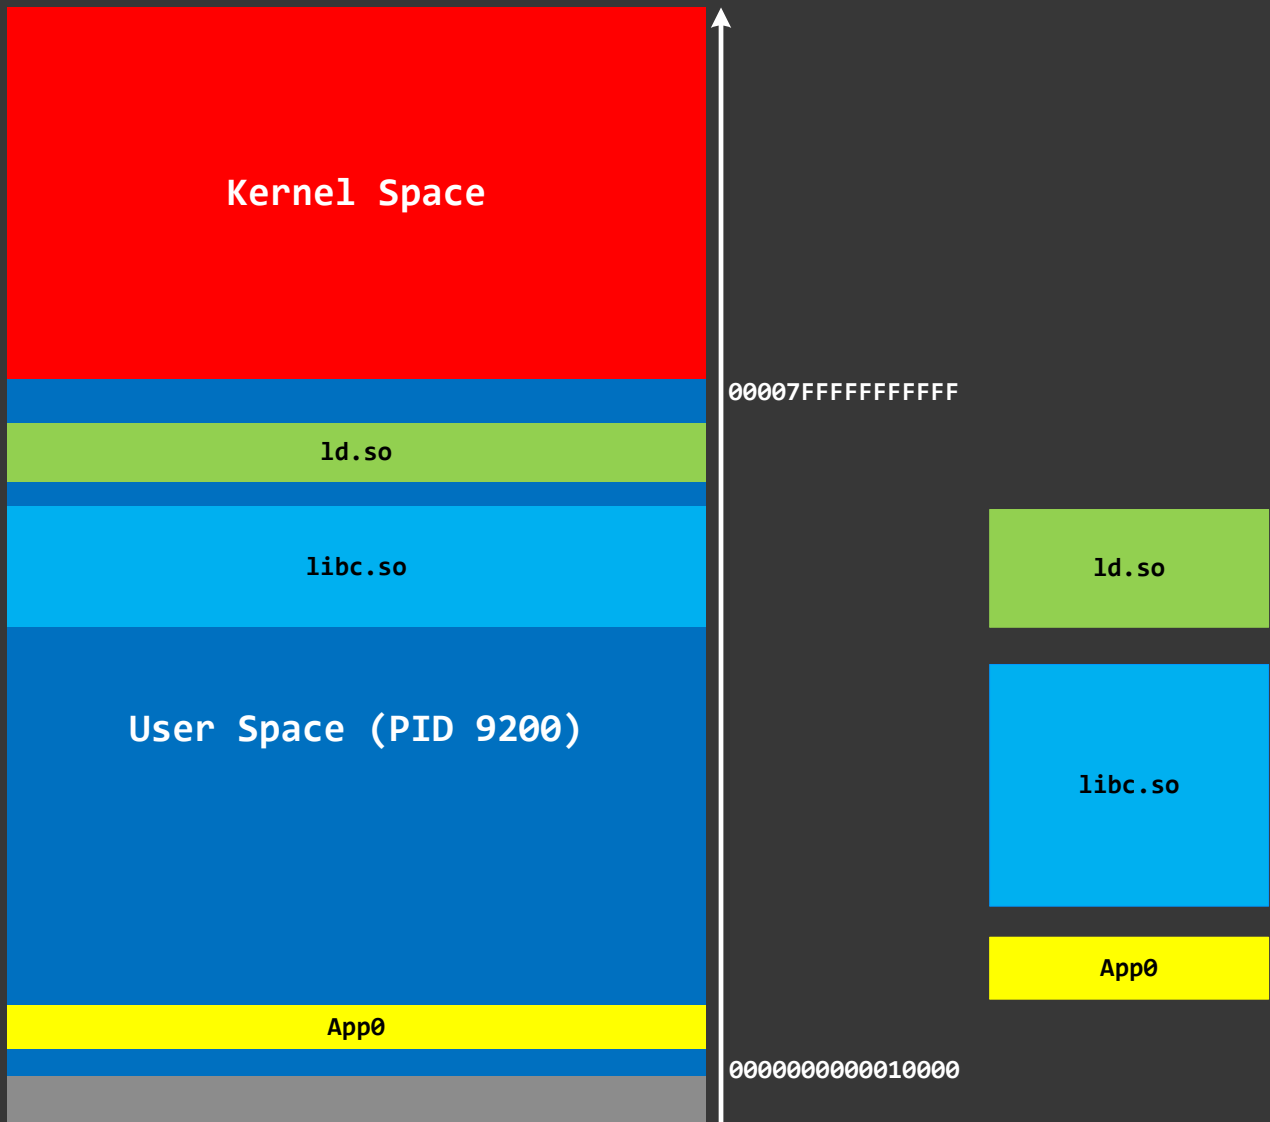 Kernel Space
00007FFFFFFFFFFF
ld.so
libc.so
User Space (PID 9200)
App0
0000000000010000
ld.so
libc.so
App0